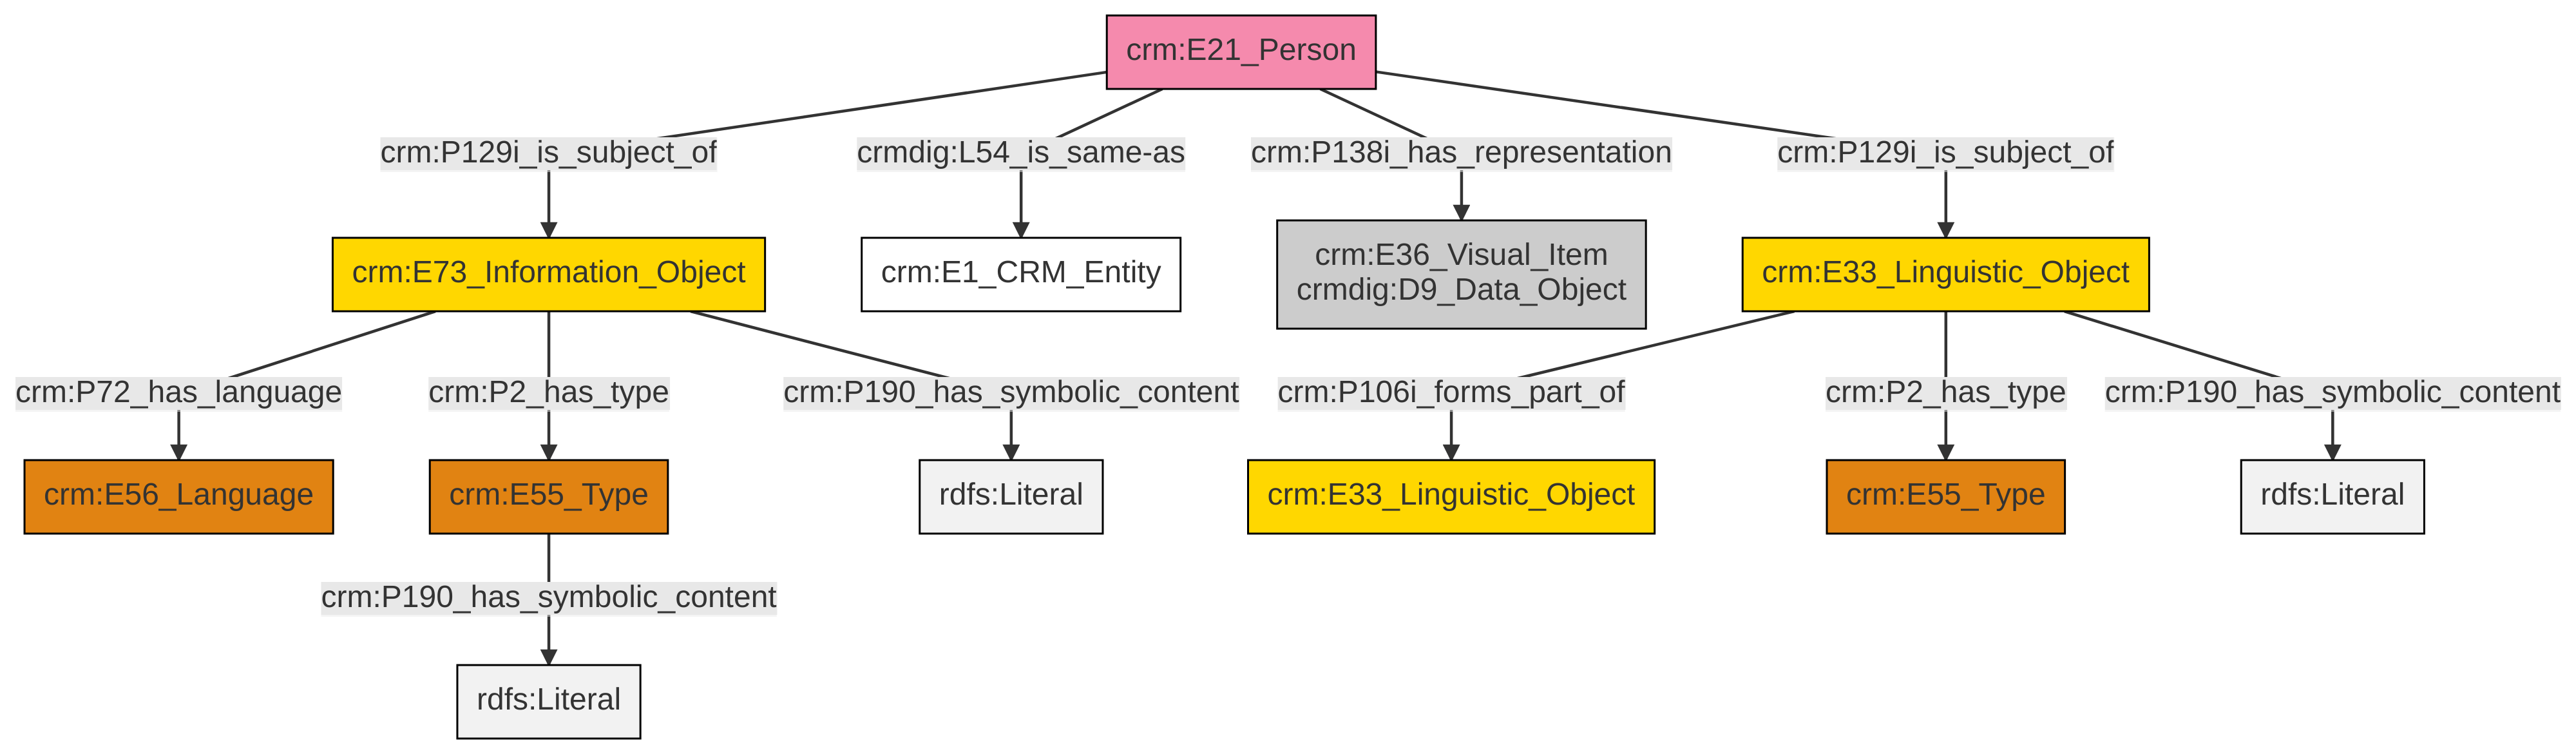 crm:E21_Person
crm:P129i_is_subject_of
crmdig:L54_is_same-as
crm:P138i_has_representation
crm:P129i_is_subject_of
crm:E73_Information_Object
crm:E1_CRM_Entity
crm:E36_Visual_Item
crmdig:D9_Data_Object
crm:E33_Linguistic_Object
crm:P72_has_language
crm:P2_has_type
crm:P190_has_symbolic_content
crm:P106i_forms_part_of
crm:P2_has_type
crm:P190_has_symbolic_content
crm:E56_Language
crm:E55_Type
rdfs:Literal
crm:E33_Linguistic_Object
crm:E55_Type
rdfs:Literal
crm:P190_has_symbolic_content
rdfs:Literal